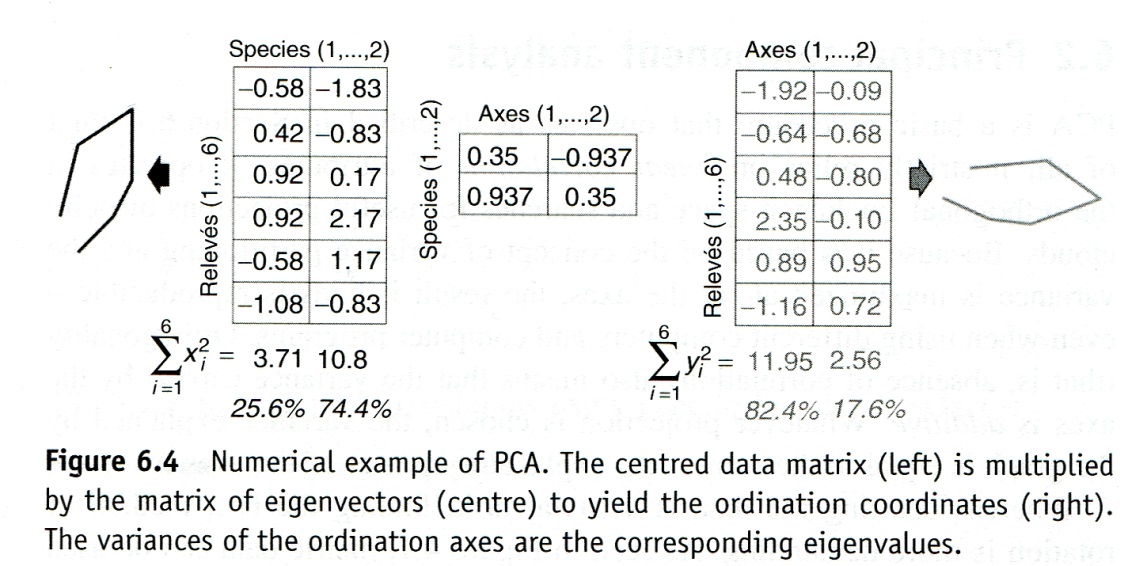 Species (1,...,2)
−0.58 −1.83
0.42 −0.83
0.92 0.17
0.92 2.17
−0.58 1.17
−1.08 −0.83
Relevés (1,...,6)
6
∑ x_i^2 = 3.71 10.8
i=1
25.6% 74.4%
Species (1,...,2)
Axes (1,...,2)
0.35 −0.937
0.937 0.35
Axes (1,...,2)
−1.92 −0.09
−0.64 −0.68
0.48 −0.80
2.35 −0.10
0.89 0.95
−1.16 0.72
Relevés (1,...,6)
6
∑ y_i^2 = 11.95 2.56
i=1
82.4% 17.6%
Figure 6.4 Numerical example of PCA. The centred data matrix (left) is multiplied
by the matrix of eigenvectors (centre) to yield the ordination coordinates (right).
The variances of the ordination axes are the corresponding eigenvalues.